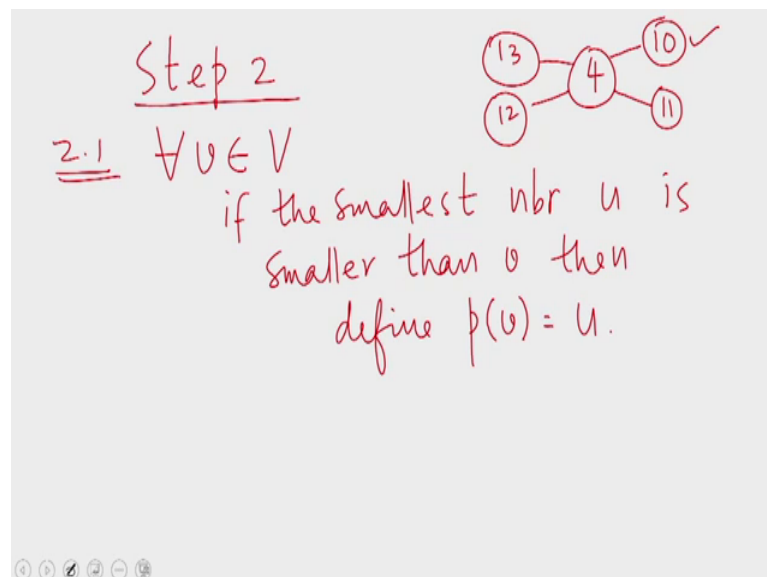 Step 2
13
10
4
12
11
2.1 ∀ v ∈ V
if the smallest nbr u is
smaller than v then
define p(v) = u.